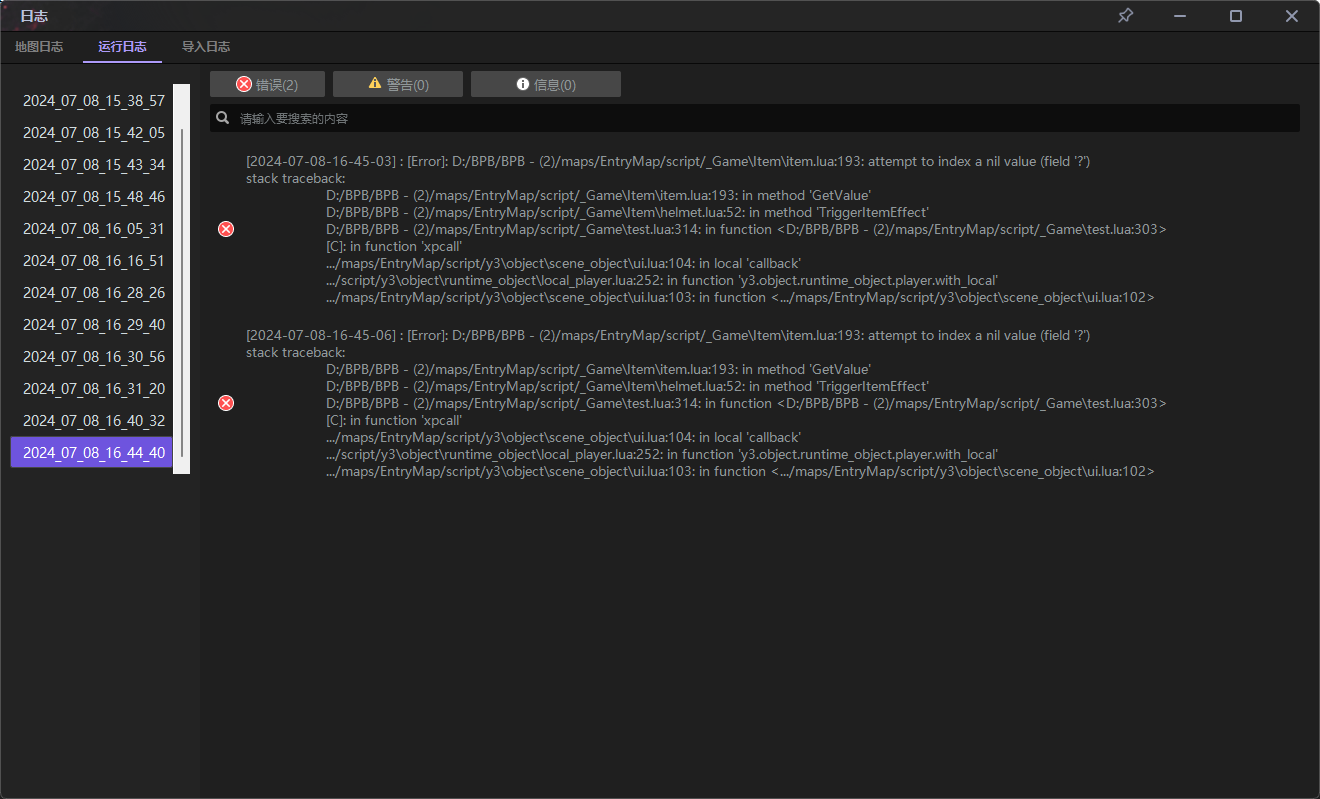 日志
地图日志
运行日志
导入日志
2024_07_08_15_38_57
2024_07_08_15_42_05
2024_07_08_15_43_34
2024_07_08_15_48_46
2024_07_08_16_05_31
2024_07_08_16_16_51
2024_07_08_16_28_26
2024_07_08_16_29_40
2024_07_08_16_30_56
2024_07_08_16_31_20
2024_07_08_16_40_32
2024_07_08_16_44_40
错误(2)
警告(0)
信息(0)
请输入要搜索的内容
[2024-07-08-16-45-03] : [Error]: D:/BPB/BPB - (2)/maps/EntryMap/script/_Game\Item\item.lua:193: attempt to index a nil value (field '?')
stack traceback:
D:/BPB/BPB - (2)/maps/EntryMap/script/_Game\Item\item.lua:193: in method 'GetValue'
D:/BPB/BPB - (2)/maps/EntryMap/script/_Game\Item\helmet.lua:52: in method 'TriggerItemEffect'
D:/BPB/BPB - (2)/maps/EntryMap/script/_Game\test.lua:314: in function <D:/BPB/BPB - (2)/maps/EntryMap/script/_Game\test.lua:303>
[C]: in function 'xpcall'
.../maps/EntryMap/script/y3\object\scene_object\ui.lua:104: in local 'callback'
.../script/y3\object\runtime_object\local_player.lua:252: in function 'y3.object.runtime_object.player.with_local'
.../maps/EntryMap/script/y3\object\scene_object\ui.lua:103: in function <.../maps/EntryMap/script/y3\object\scene_object\ui.lua:102>
[2024-07-08-16-45-06] : [Error]: D:/BPB/BPB - (2)/maps/EntryMap/script/_Game\Item\item.lua:193: attempt to index a nil value (field '?')
stack traceback:
D:/BPB/BPB - (2)/maps/EntryMap/script/_Game\Item\item.lua:193: in method 'GetValue'
D:/BPB/BPB - (2)/maps/EntryMap/script/_Game\Item\helmet.lua:52: in method 'TriggerItemEffect'
D:/BPB/BPB - (2)/maps/EntryMap/script/_Game\test.lua:314: in function <D:/BPB/BPB - (2)/maps/EntryMap/script/_Game\test.lua:303>
[C]: in function 'xpcall'
.../maps/EntryMap/script/y3\object\scene_object\ui.lua:104: in local 'callback'
.../script/y3\object\runtime_object\local_player.lua:252: in function 'y3.object.runtime_object.player.with_local'
.../maps/EntryMap/script/y3\object\scene_object\ui.lua:103: in function <.../maps/EntryMap/script/y3\object\scene_object\ui.lua:102>